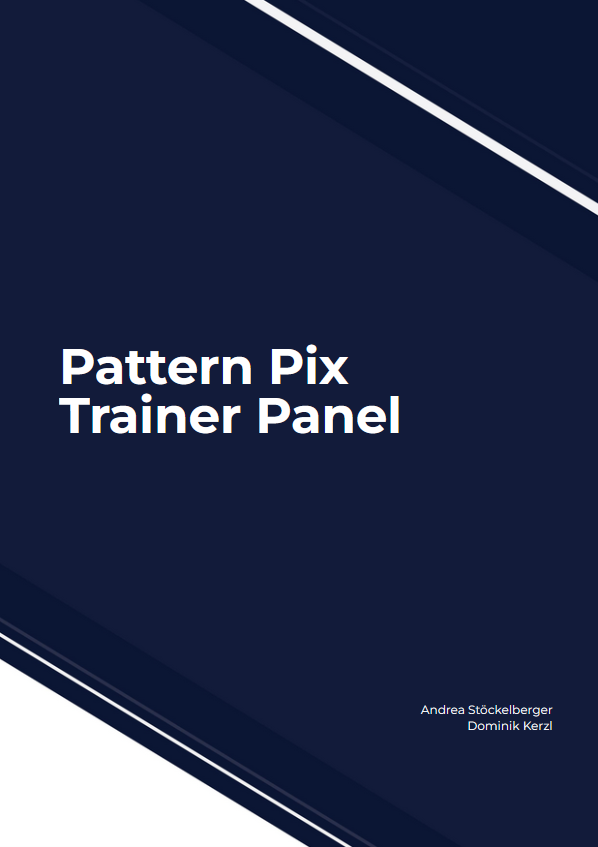 Pattern Pix
Trainer Panel
Andrea Stöckelberger
Dominik Kerzl